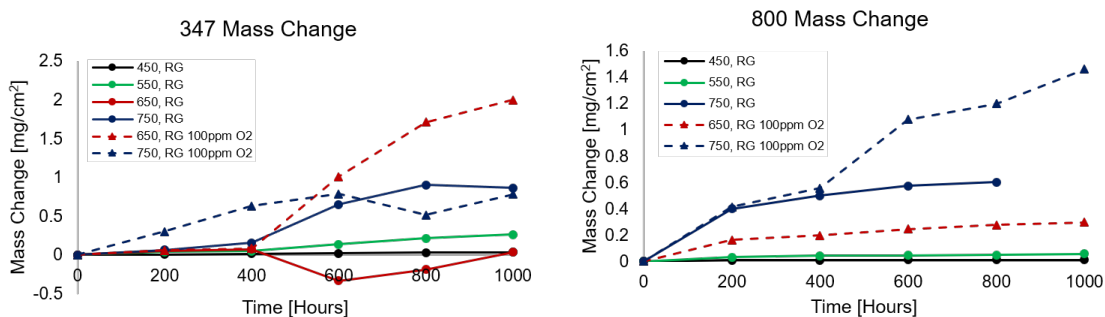 347 Mass Change
Mass Change [mg/cm²]
2.5
2
1.5
1
0.5
0
-0.5
450, RG
550, RG
650, RG
750, RG
650, RG 100ppm O2
750, RG 100ppm O2
0 200 400 600 800 1000
Time [Hours]
800 Mass Change
Mass Change [mg/cm²]
1.6
1.4
1.2
1
0.8
0.6
0.4
0.2
0
450, RG
550, RG
750, RG
650, RG 100ppm O2
750, RG 100ppm O2
0 200 400 600 800 1000
Time [Hours]